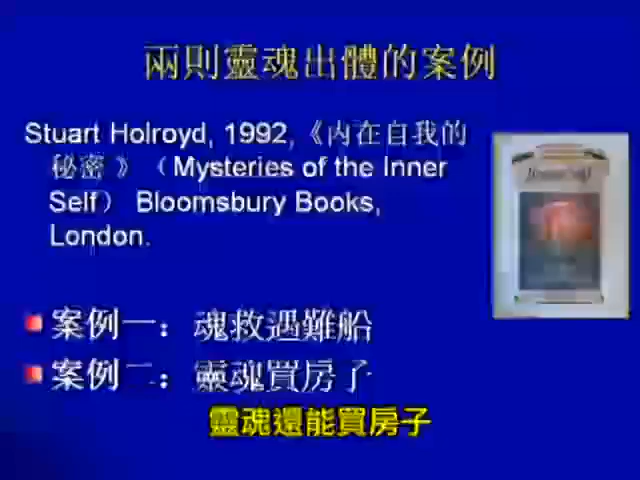 兩則靈魂出體的案例
Stuart Holroyd, 1992,《內在自我的
秘密》（Mysteries of the Inner
Self） Bloomsbury Books,
London.
案例一：魂救遇難船
案例二：靈魂買房子
靈魂還能買房子